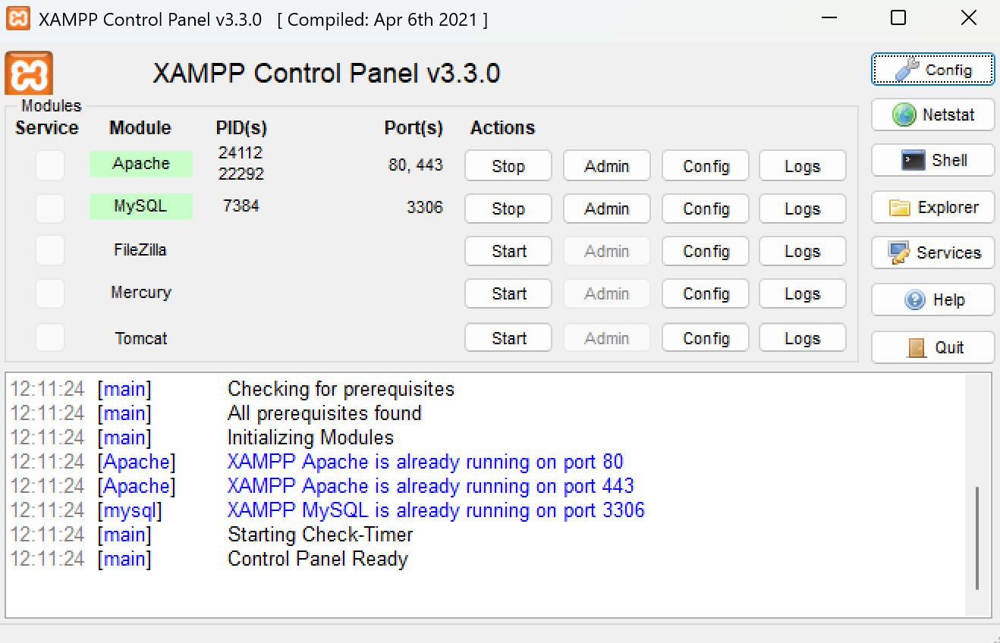 XAMPP Control Panel v3.3.0 [ Compiled: Apr 6th 2021 ]
XAMPP Control Panel v3.3.0
Config
Modules
Service Module PID(s) Port(s) Actions
Netstat
Apache 24112 22292 80, 443 Stop Admin Config Logs
Shell
MySQL 7384 3306 Stop Admin Config Logs
Explorer
FileZilla Start Admin Config Logs
Services
Mercury Start Admin Config Logs
Help
Tomcat Start Admin Config Logs
Quit
12:11:24 [main] Checking for prerequisites
12:11:24 [main] All prerequisites found
12:11:24 [main] Initializing Modules
12:11:24 [Apache] XAMPP Apache is already running on port 80
12:11:24 [Apache] XAMPP Apache is already running on port 443
12:11:24 [mysql] XAMPP MySQL is already running on port 3306
12:11:24 [main] Starting Check-Timer
12:11:24 [main] Control Panel Ready